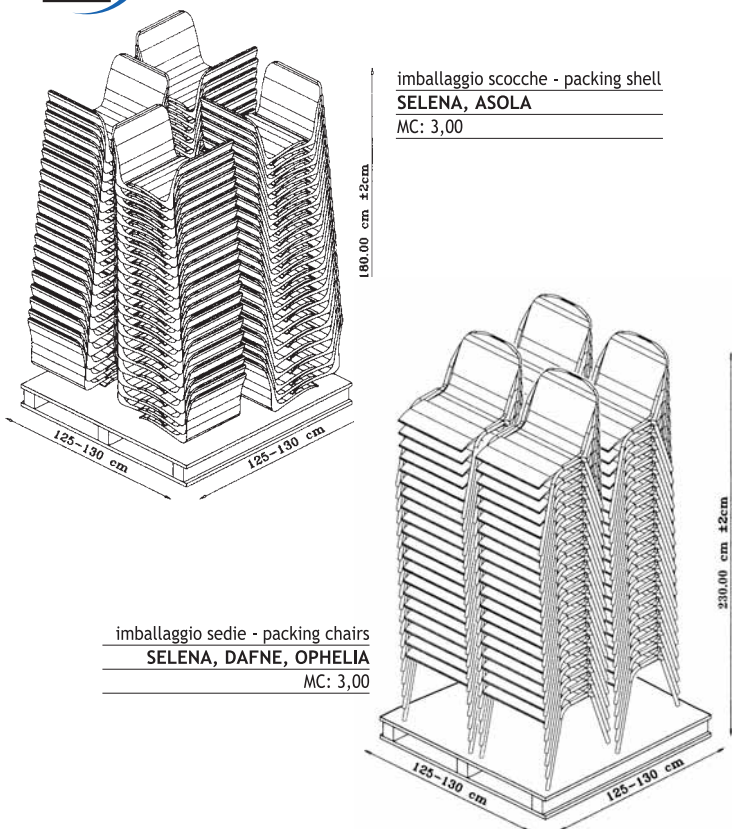 imballaggio scocche - packing shell
SELENA, ASOLA
MC: 3,00
180.00 cm ±2cm
125-130 cm
125-130 cm
imballaggio sedie - packing chairs
SELENA, DAFNE, OPHELIA
MC: 3,00
230.00 cm ±2cm
125-130 cm
125-130 cm